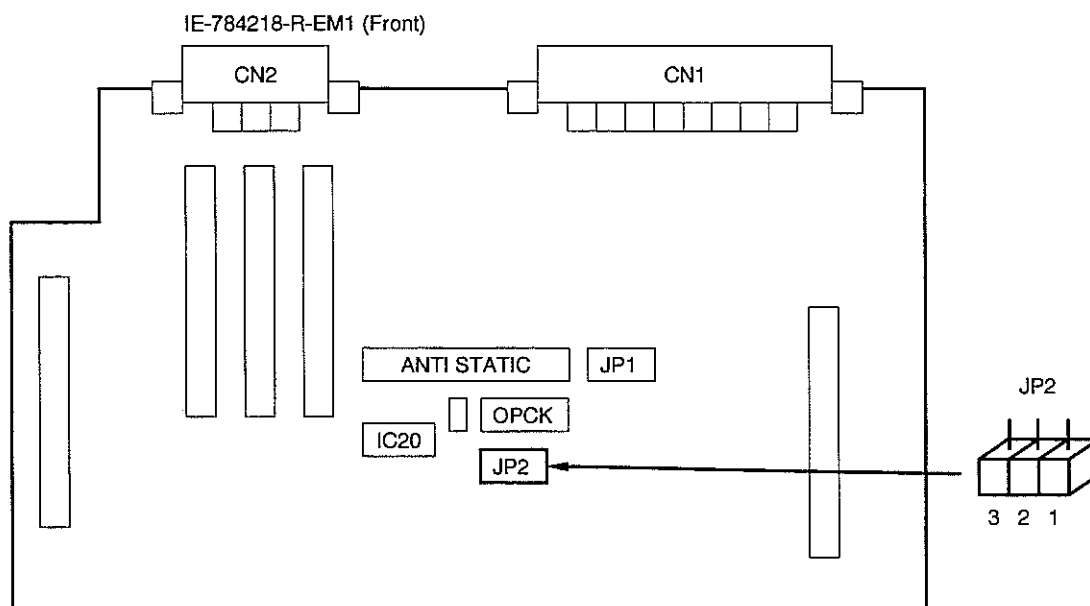 IE-784218-R-EM1 (Front)
CN2
CN1
ANTI STATIC
JP1
OPCK
IC20
JP2
JP2
3 2 1